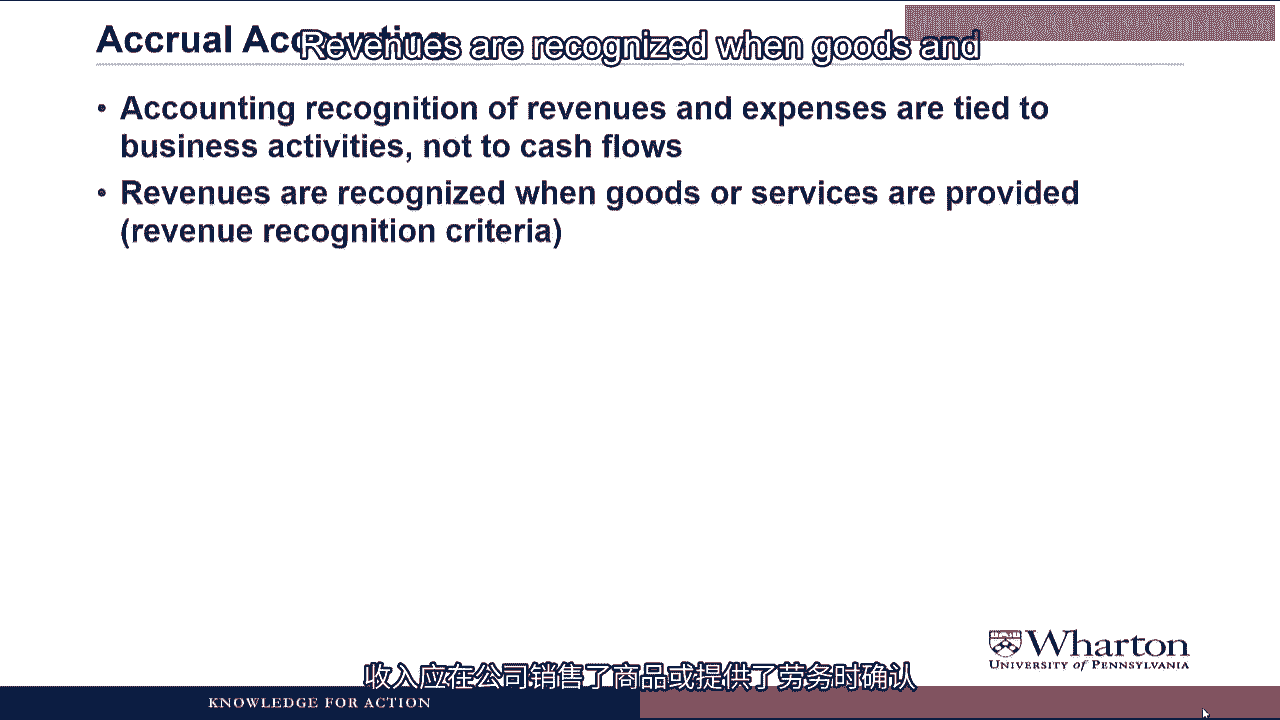 Accrual Accounting
Revenues are recognized when goods and
• Accounting recognition of revenues and expenses are tied to
business activities, not to cash flows
• Revenues are recognized when goods or services are provided
(revenue recognition criteria)
Wharton
UNIVERSITY of PENNSYLVANIA
收入应在公司销售了商品或提供了劳务时确认
KNOWLEDGE FOR ACTION